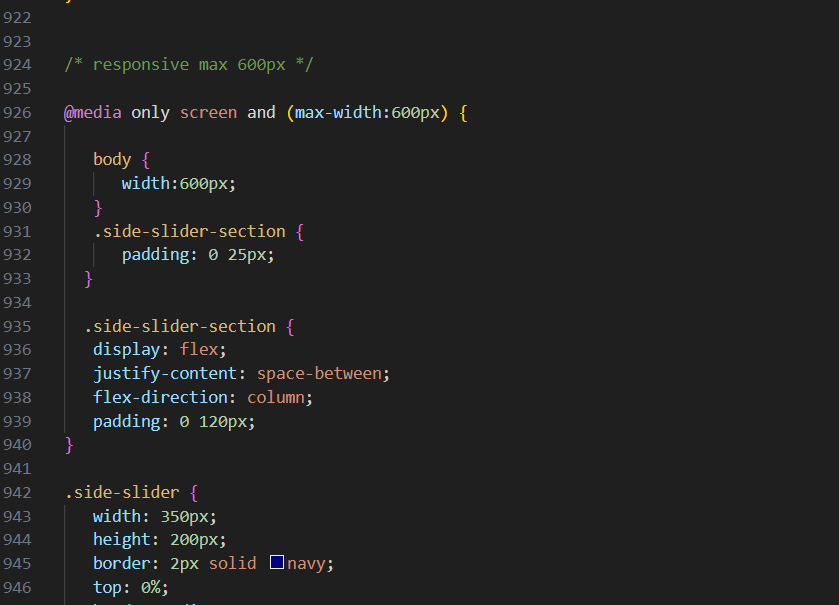 922
923
924 /* responsive max 600px */
925
926 @media only screen and (max-width:600px) {
927
928 body {
929 width:600px;
930 }
931 .side-slider-section {
932 padding: 0 25px;
933 }
934
935 .side-slider-section {
936 display: flex;
937 justify-content: space-between;
938 flex-direction: column;
939 padding: 0 120px;
940 }
941
942 .side-slider {
943 width: 350px;
944 height: 200px;
945 border: 2px solid navy;
946 top: 0%;